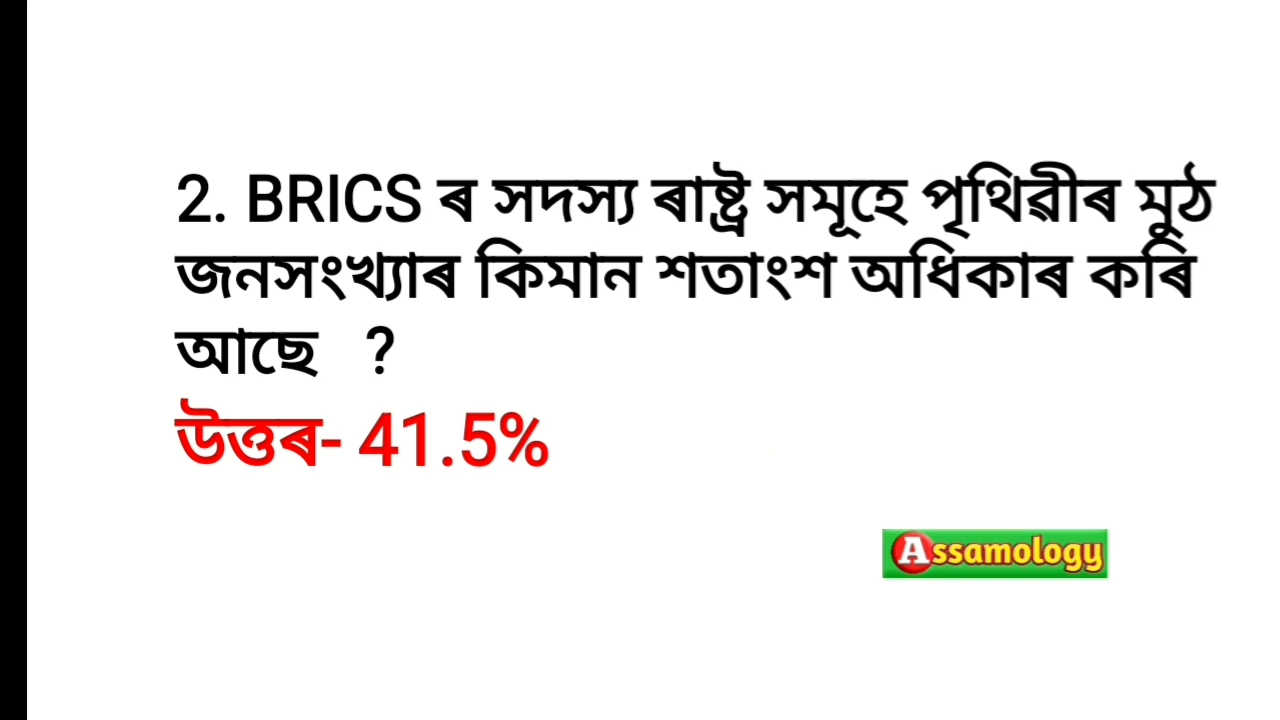 2. BRICS ৰ সদস্য ৰাষ্ট্ৰ সমূহে পৃথিৱীৰ মুঠ
জনসংখ্যাৰ কিমান শতাংশ অধিকাৰ কৰি
আছে ?
উত্তৰ- 41.5%
Assamology